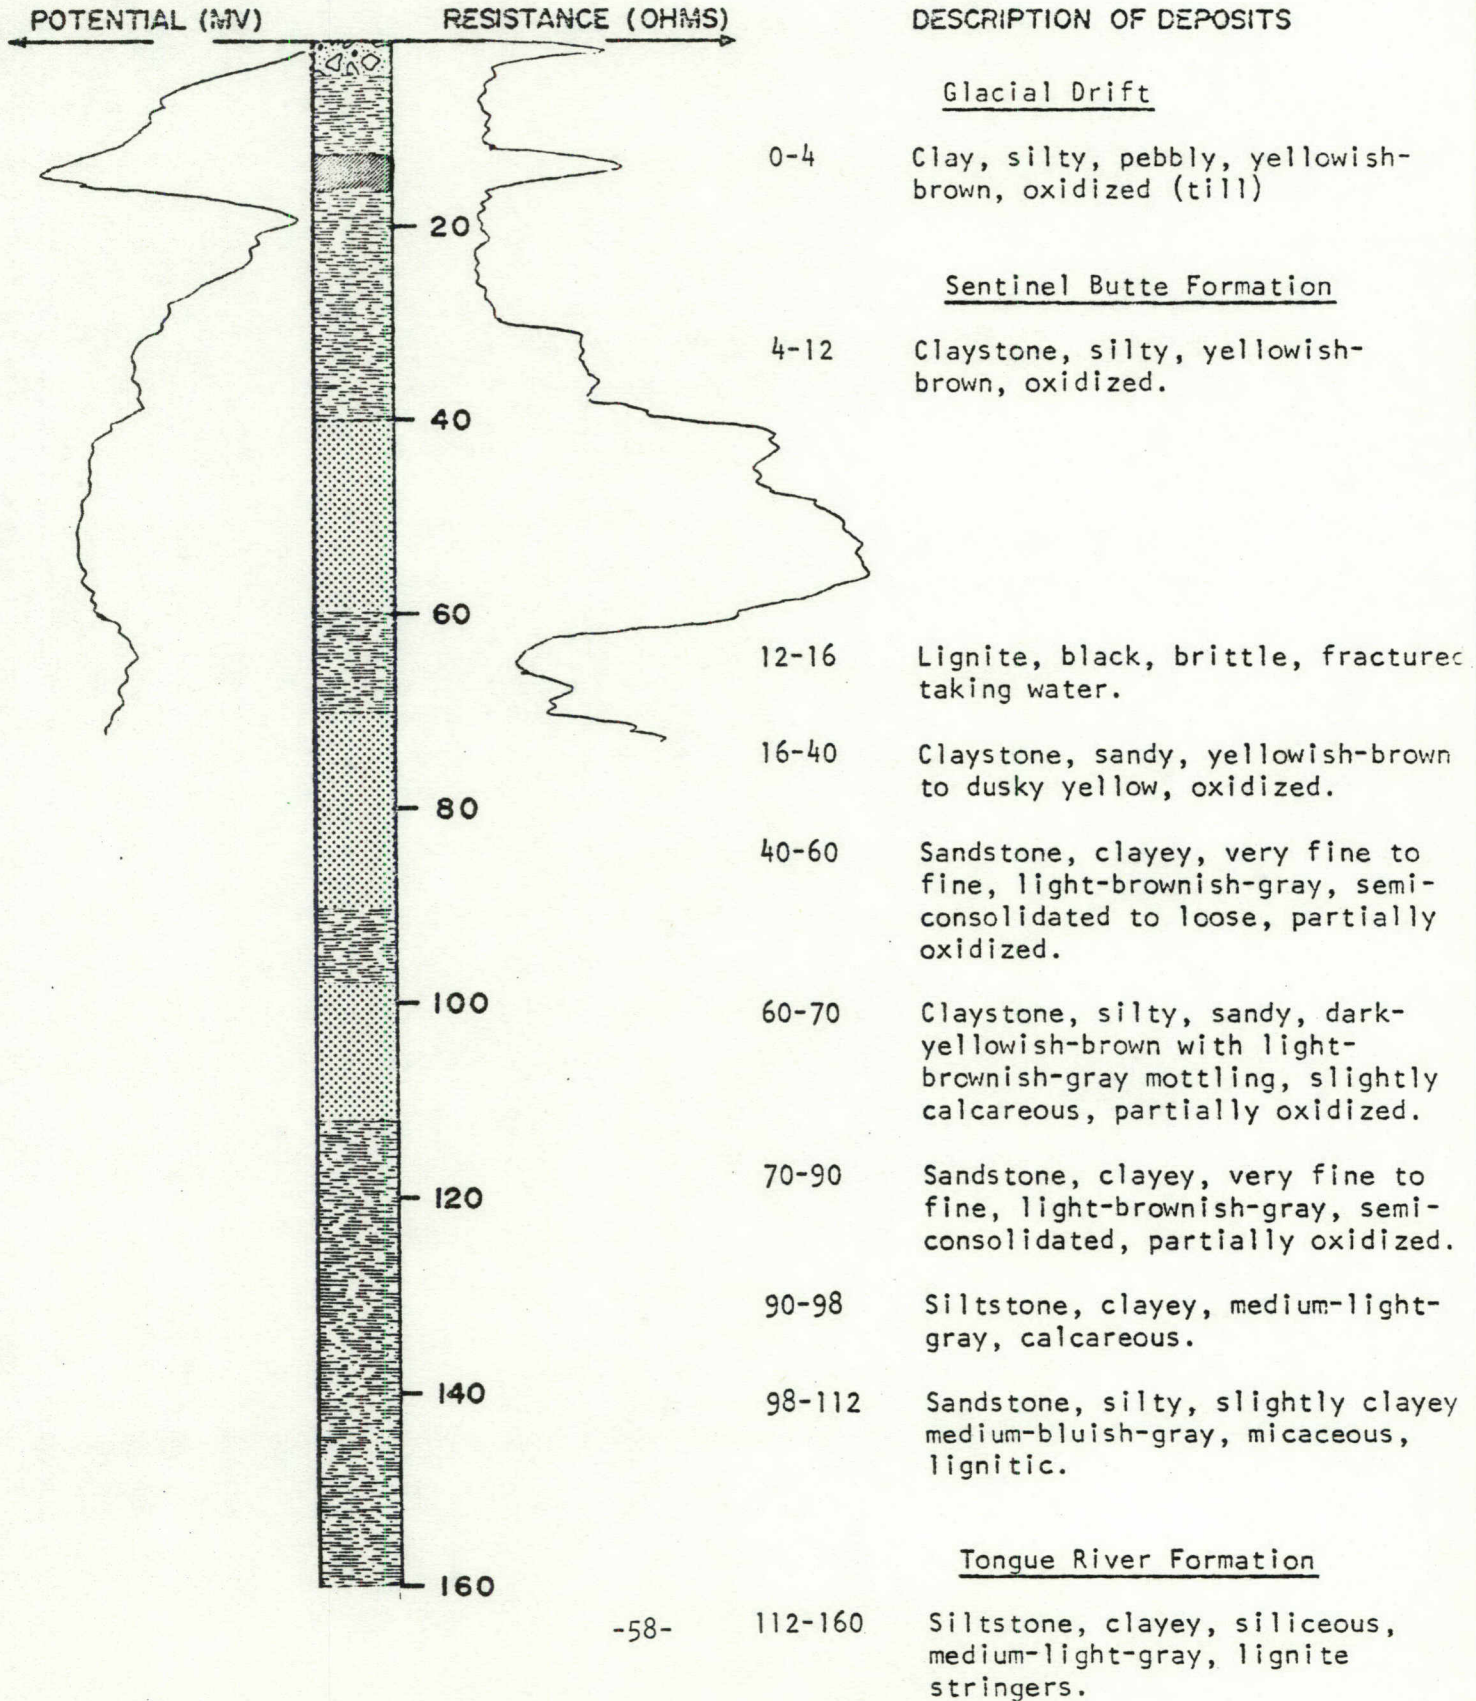 POTENTIAL (MV)
RESISTANCE (OHMS)
DESCRIPTION OF DEPOSITS
Glacial Drift
0-4 Clay, silty, pebbly, yellowish-
brown, oxidized (till)
Sentinel Butte Formation
4-12 Claystone, silty, yellowish-
brown, oxidized.
12-16 Lignite, black, brittle, fractured
taking water.
16-40 Claystone, sandy, yellowish-brown
to dusky yellow, oxidized.
40-60 Sandstone, clayey, very fine to
fine, light-brownish-gray, semi-
consolidated to loose, partially
oxidized.
60-70 Claystone, silty, sandy, dark-
yellowish-brown with light-
brownish-gray mottling, slightly
calcareous, partially oxidized.
70-90 Sandstone, clayey, very fine to
fine, light-brownish-gray, semi-
consolidated, partially oxidized.
90-98 Siltstone, clayey, medium-light-
gray, calcareous.
98-112 Sandstone, silty, slightly clayey
medium-bluish-gray, micaceous,
lignitic.
Tongue River Formation
112-160 Siltstone, clayey, siliceous,
medium-light-gray, lignite
stringers.
20
40
60
80
100
120
140
160
-58-